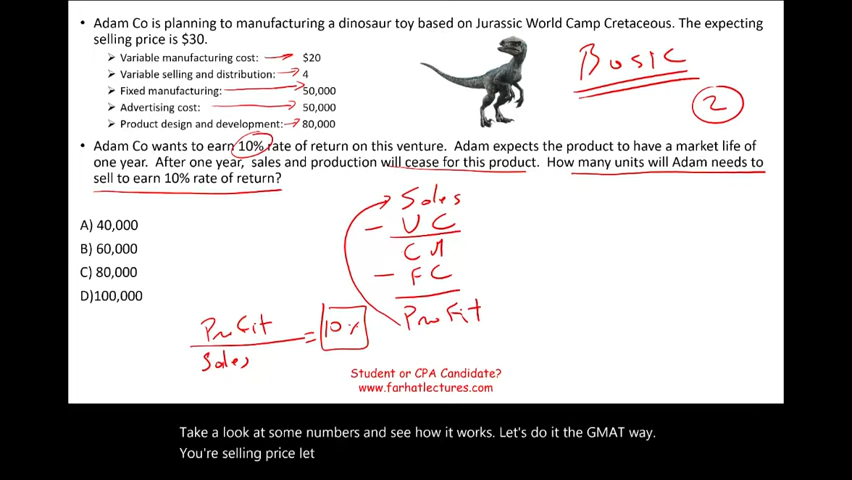 • Adam Co is planning to manufacturing a dinosaur toy based on Jurassic World Camp Cretaceous. The expecting
selling price is $30.
➢ Variable manufacturing cost: $20
➢ Variable selling and distribution: 4
➢ Fixed manufacturing: 50,000
➢ Advertising cost: 50,000
➢ Product design and development: 80,000
Basic
2
• Adam Co wants to earn 10% rate of return on this venture. Adam expects the product to have a market life of
one year. After one year, sales and production will cease for this product. How many units will Adam needs to
sell to earn 10% rate of return?
A) 40,000
B) 60,000
C) 80,000
D)100,000
Sales
- VC
CM
- FC
Profit
Profit
Sales
= 10%
Student or CPA Candidate?
www.farhatlectures.com
Take a look at some numbers and see how it works. Let's do it the GMAT way.
You're selling price let